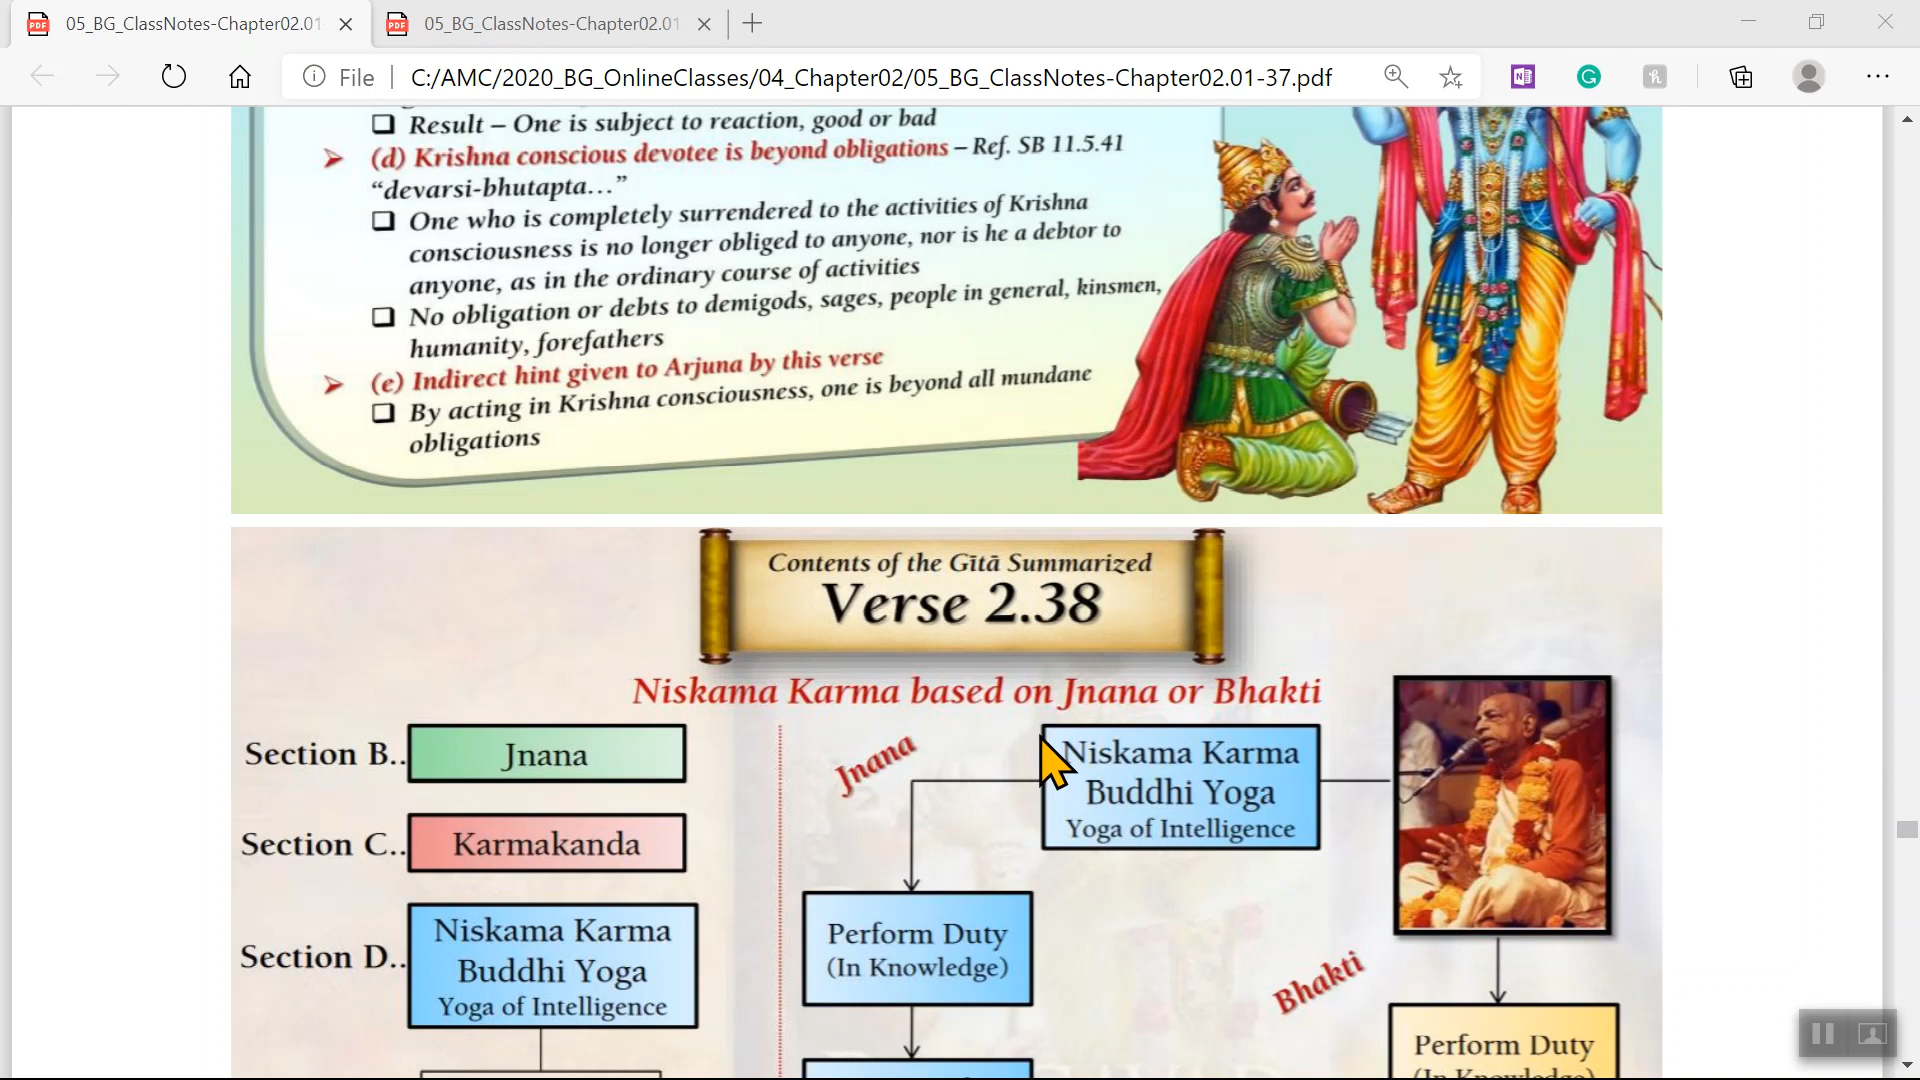 05_BG_ClassNotes-Chapter02.01
05_BG_ClassNotes-Chapter02.01
File
C:/AMC/2020_BG_OnlineClasses/04_Chapter02/05_BG_ClassNotes-Chapter02.01-37.pdf
Result – One is subject to reaction, good or bad
(d) Krishna conscious devotee is beyond obligations – Ref. SB 11.5.41
“devarsi-bhutapta…”
One who is completely surrendered to the activities of Krishna
consciousness is no longer obliged to anyone, nor is he a debtor to
anyone, as in the ordinary course of activities
No obligation or debts to demigods, sages, people in general, kinsmen,
humanity, forefathers
(e) Indirect hint given to Arjuna by this verse
By acting in Krishna consciousness, one is beyond all mundane
obligations
Contents of the Gītā Summarized
Verse 2.38
Niskama Karma based on Jnana or Bhakti
Section B..
Jnana
Section C..
Karmakanda
Section D..
Niskama Karma
Buddhi Yoga
Yoga of Intelligence
Jnana
Niskama Karma
Buddhi Yoga
Yoga of Intelligence
Perform Duty
(In Knowledge)
Bhakti
Perform Duty
(In Knowledge)